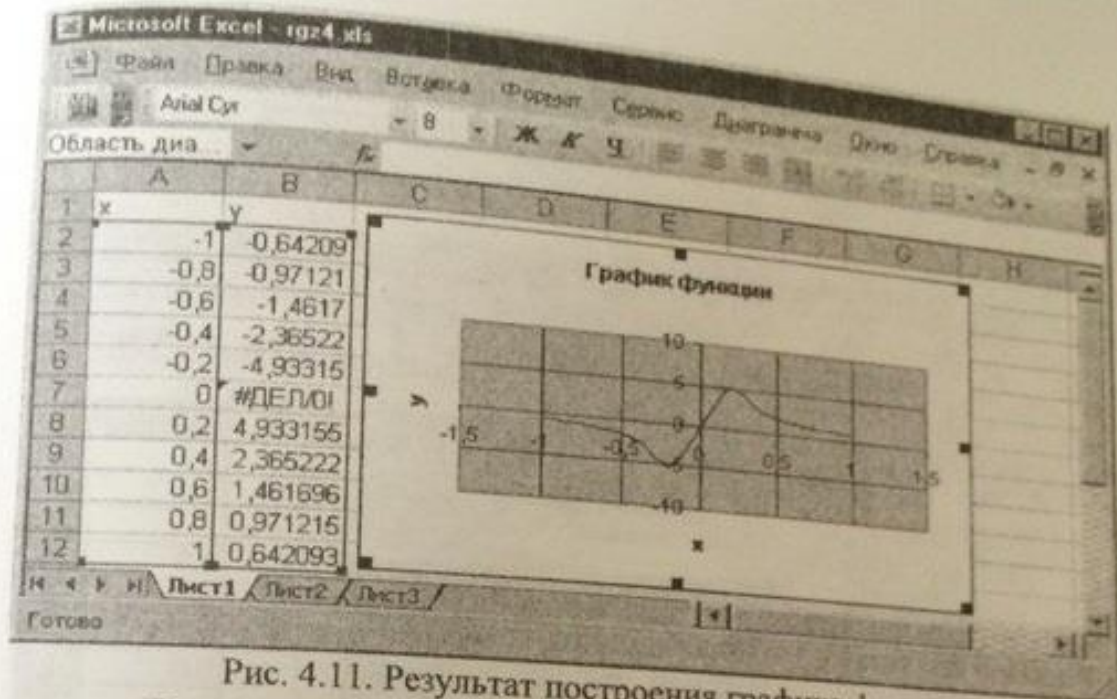 Microsoft Excel - rgz4.xls
Файл Правка Вид Вставка Формат Сервис Диаграмма Окно Справка
Arial Cyr 8 Ж К Ч
Область диа... fx
A B C D E F G H
1 x y
2 -1 -0,64209
3 -0,8 -0,97121
4 -0,6 -1,4617
5 -0,4 -2,36522
6 -0,2 -4,93315
7 0 #ДЕЛ/0!
8 0,2 4,933155
9 0,4 2,365222
10 0,6 1,461696
11 0,8 0,971215
12 1 0,642093
График функции
10
5
y
0
-1,5 -1 -0,5 0 0,5 1 1,5
-5
-10
x
Лист1 Лист2 Лист3
Готово
Рис. 4.11. Результат построения